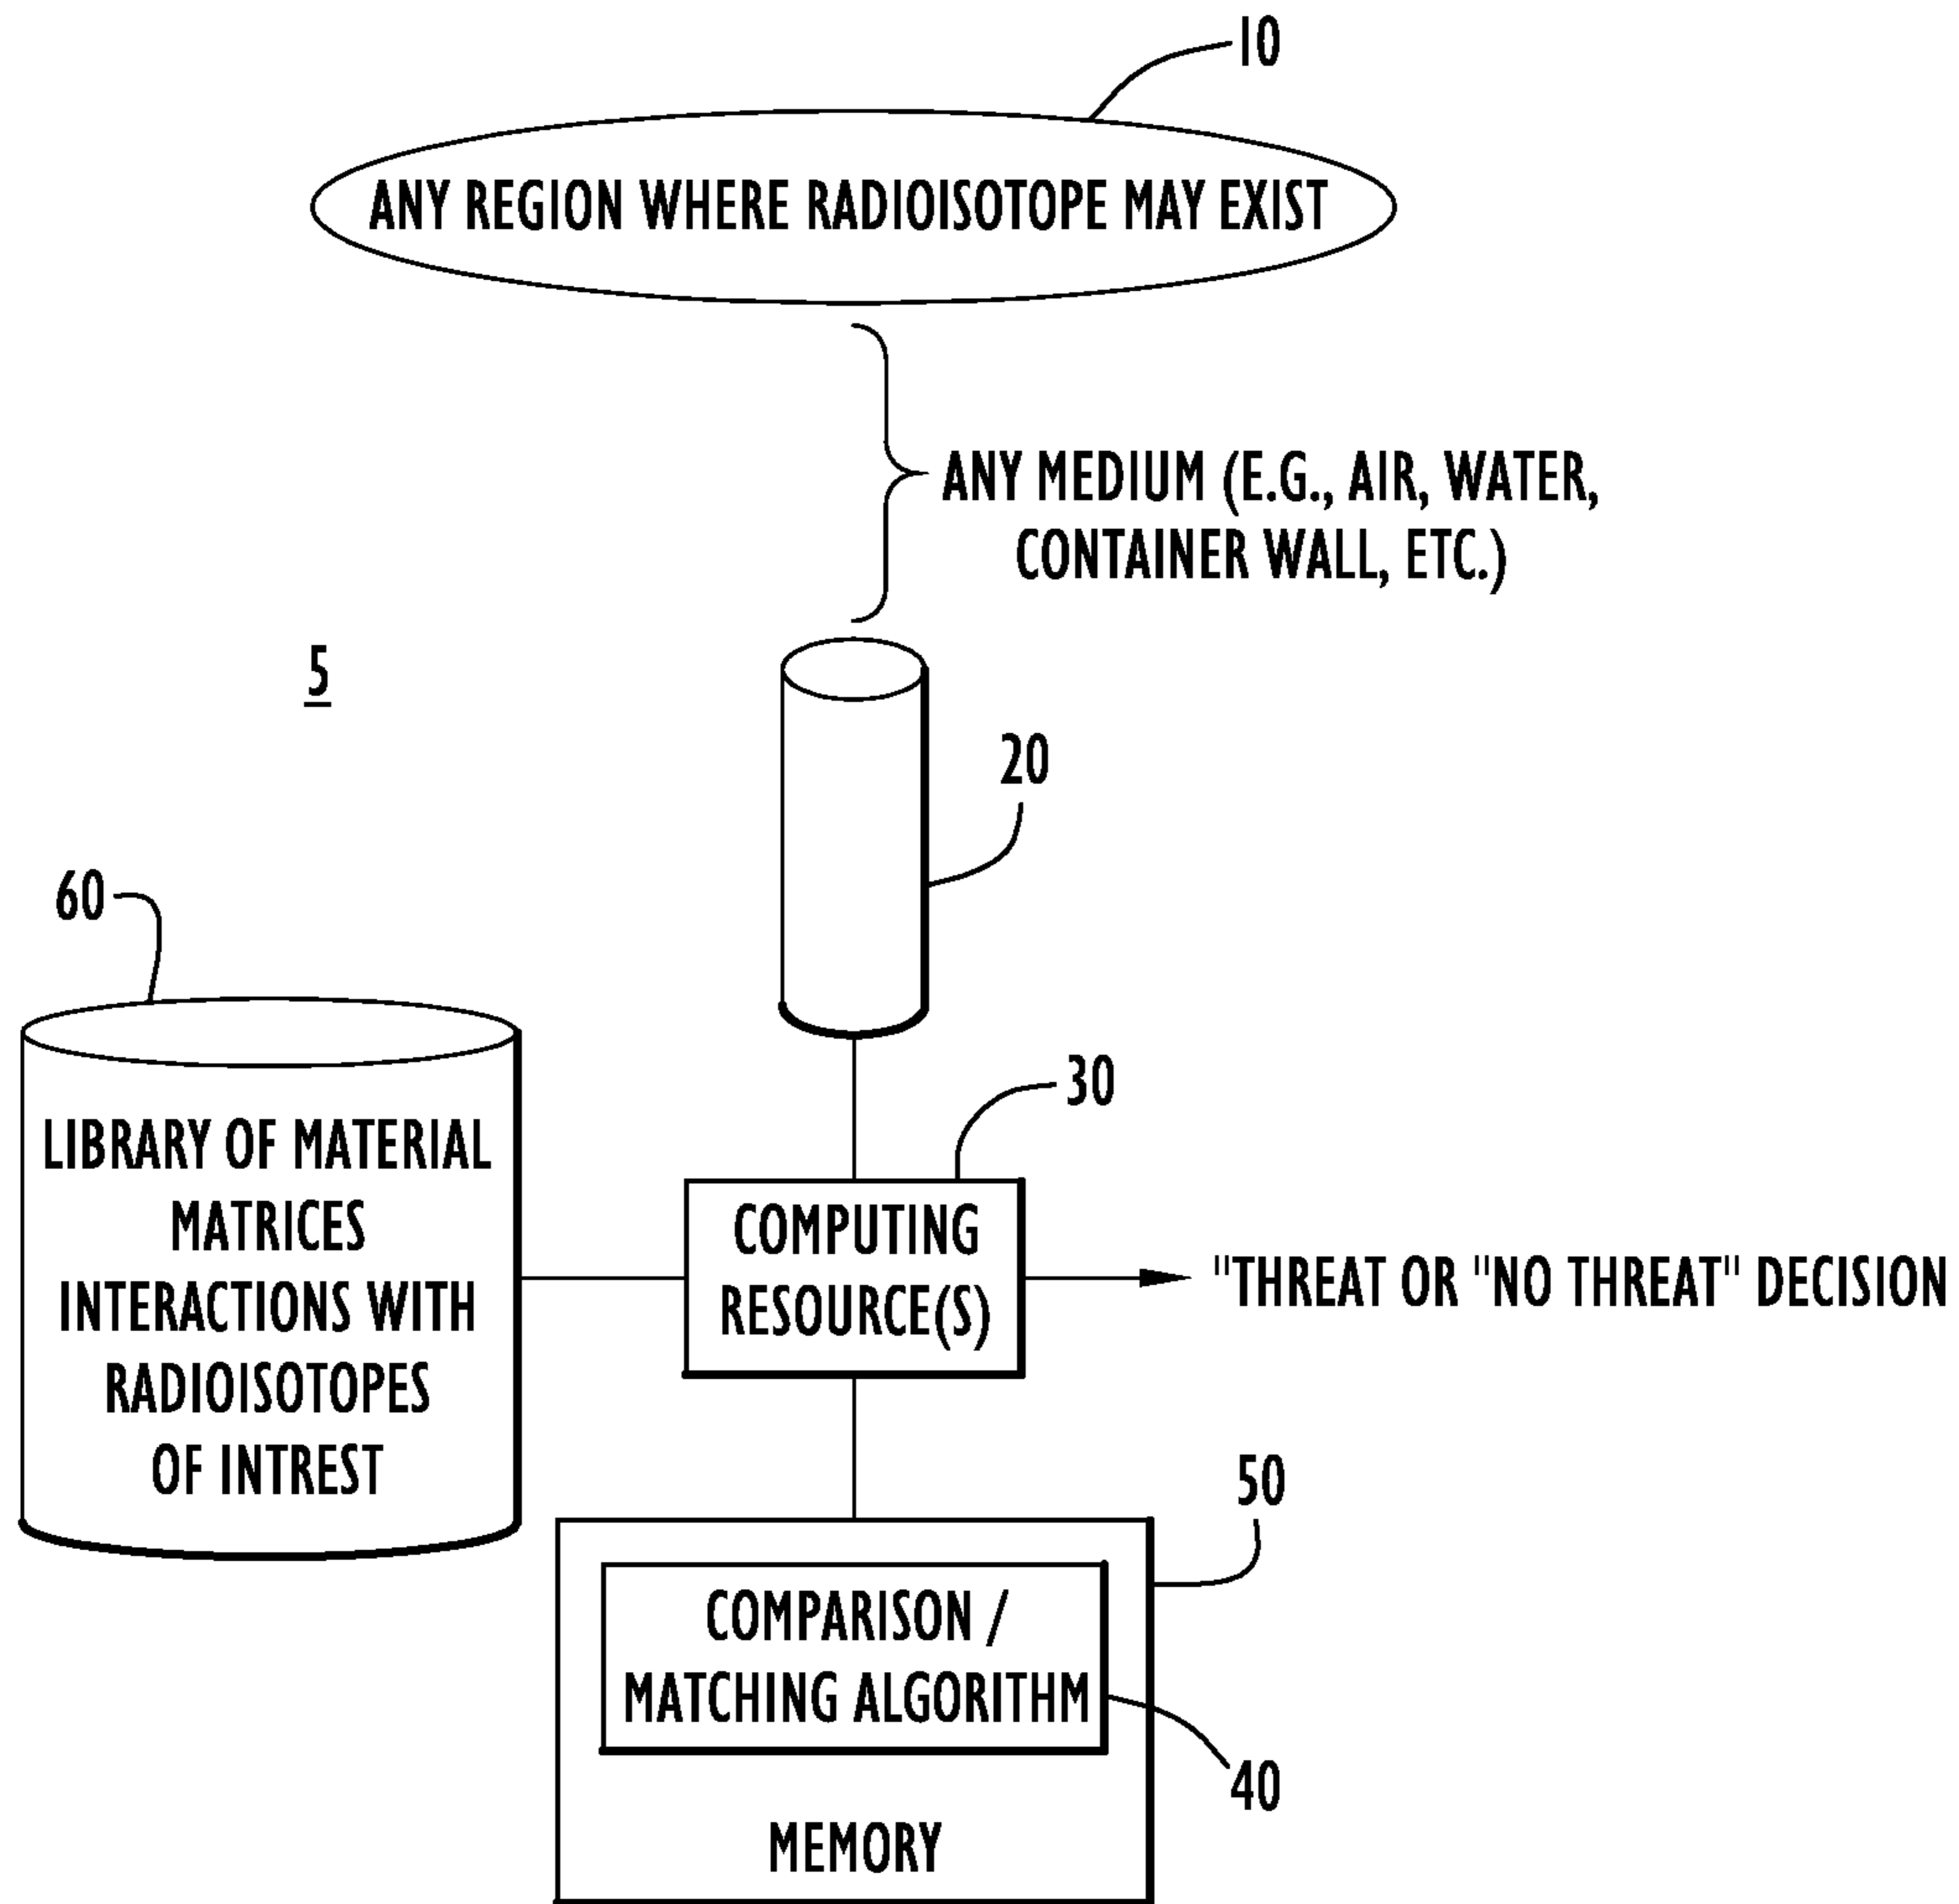 10
ANY REGION WHERE RADIOISOTOPE MAY EXIST
ANY MEDIUM (E.G., AIR, WATER,
CONTAINER WALL, ETC.)
5
20
60
30
LIBRARY OF MATERIAL
MATRICES
INTERACTIONS WITH
RADIOISOTOPES
OF INTREST
COMPUTING
RESOURCE(S)
"THREAT OR "NO THREAT" DECISION
50
COMPARISON /
MATCHING ALGORITHM
40
MEMORY